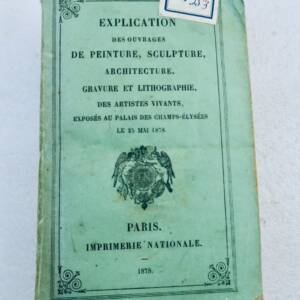 EXPLICATION
DES OUVRAGES
DE PEINTURE, SCULPTURE,
ARCHITECTURE,
GRAVURE ET LITHOGRAPHIE,
DES ARTISTES VIVANTS,
EXPOSÉS AU PALAIS DES CHAMPS-ÉLYSÉES
LE 25 MAI 1878.
PARIS.
IMPRIMERIE NATIONALE.
1878.